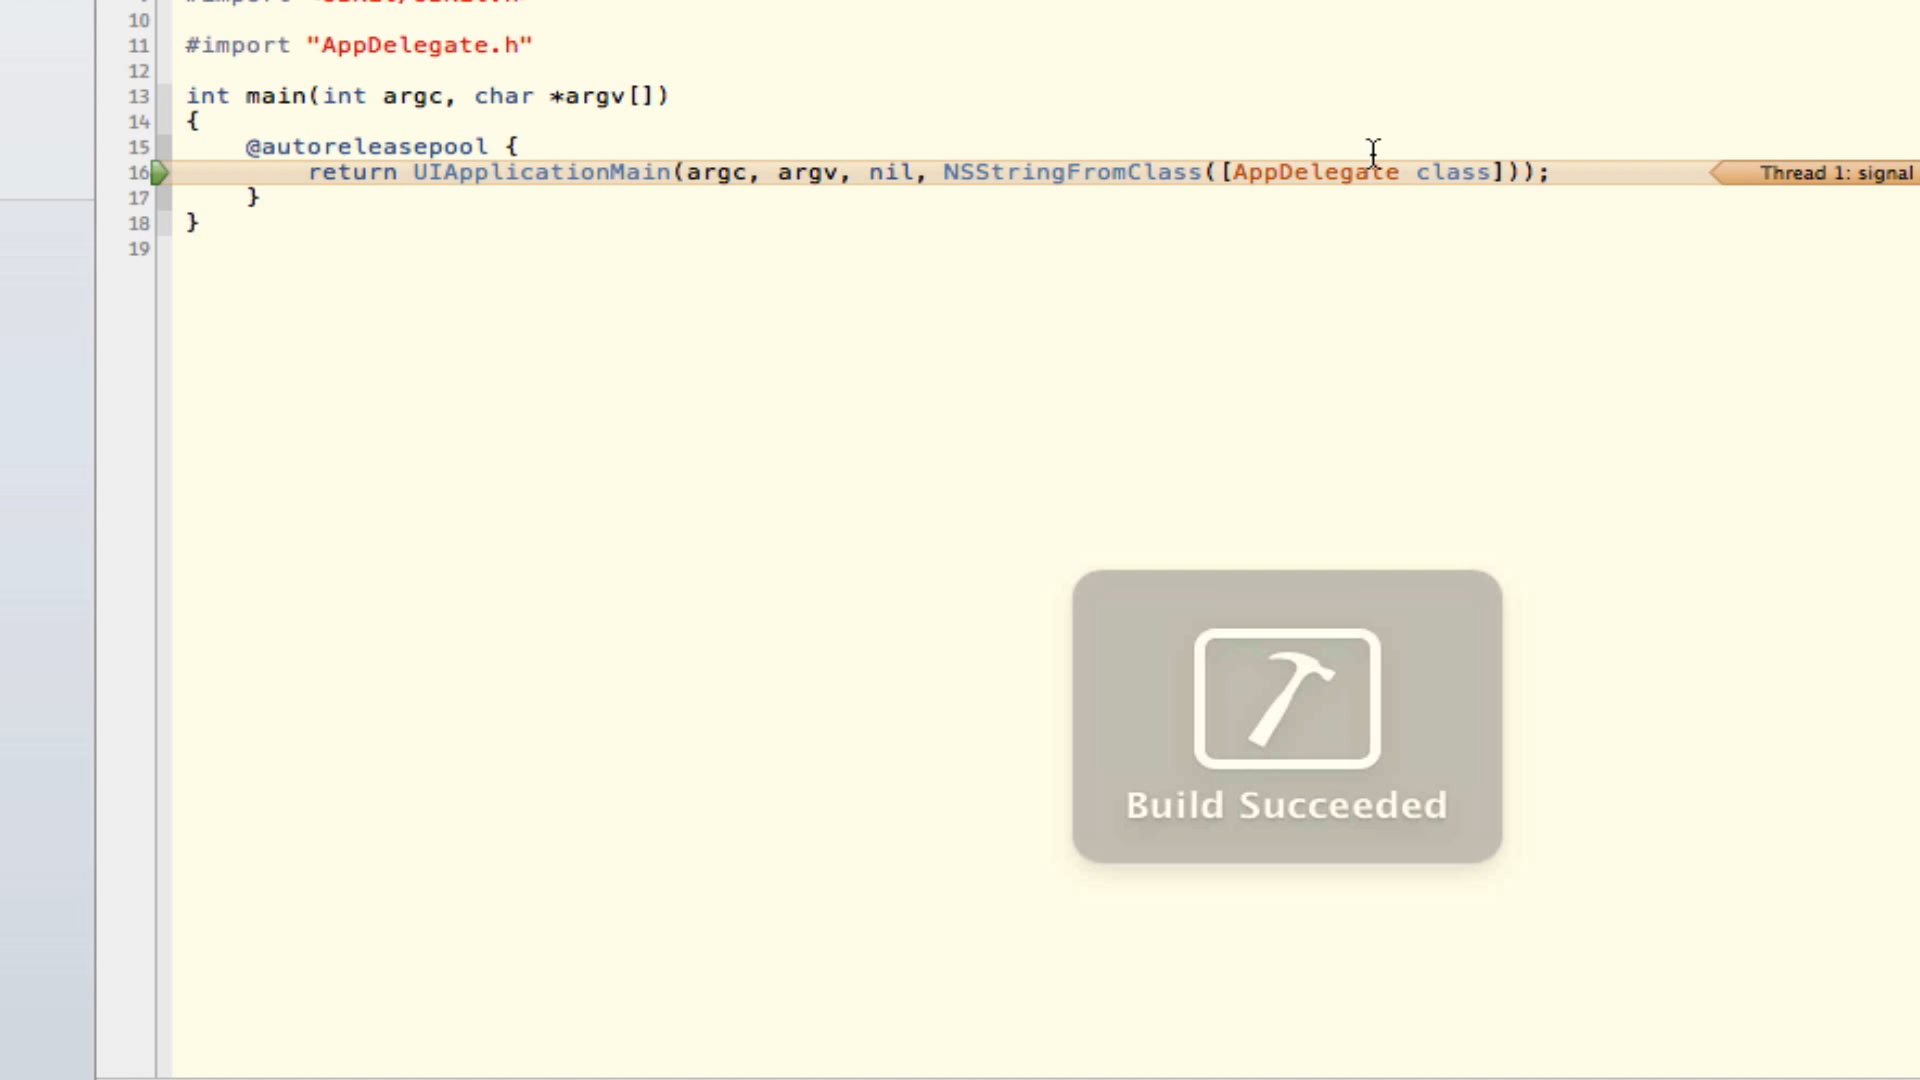 10
11 #import "AppDelegate.h"
12
13 int main(int argc, char *argv[])
14 {
15 @autoreleasepool {
16 return UIApplicationMain(argc, argv, nil, NSStringFromClass([AppDelegate class])); Thread 1: signal
17 }
18 }
19
Build Succeeded